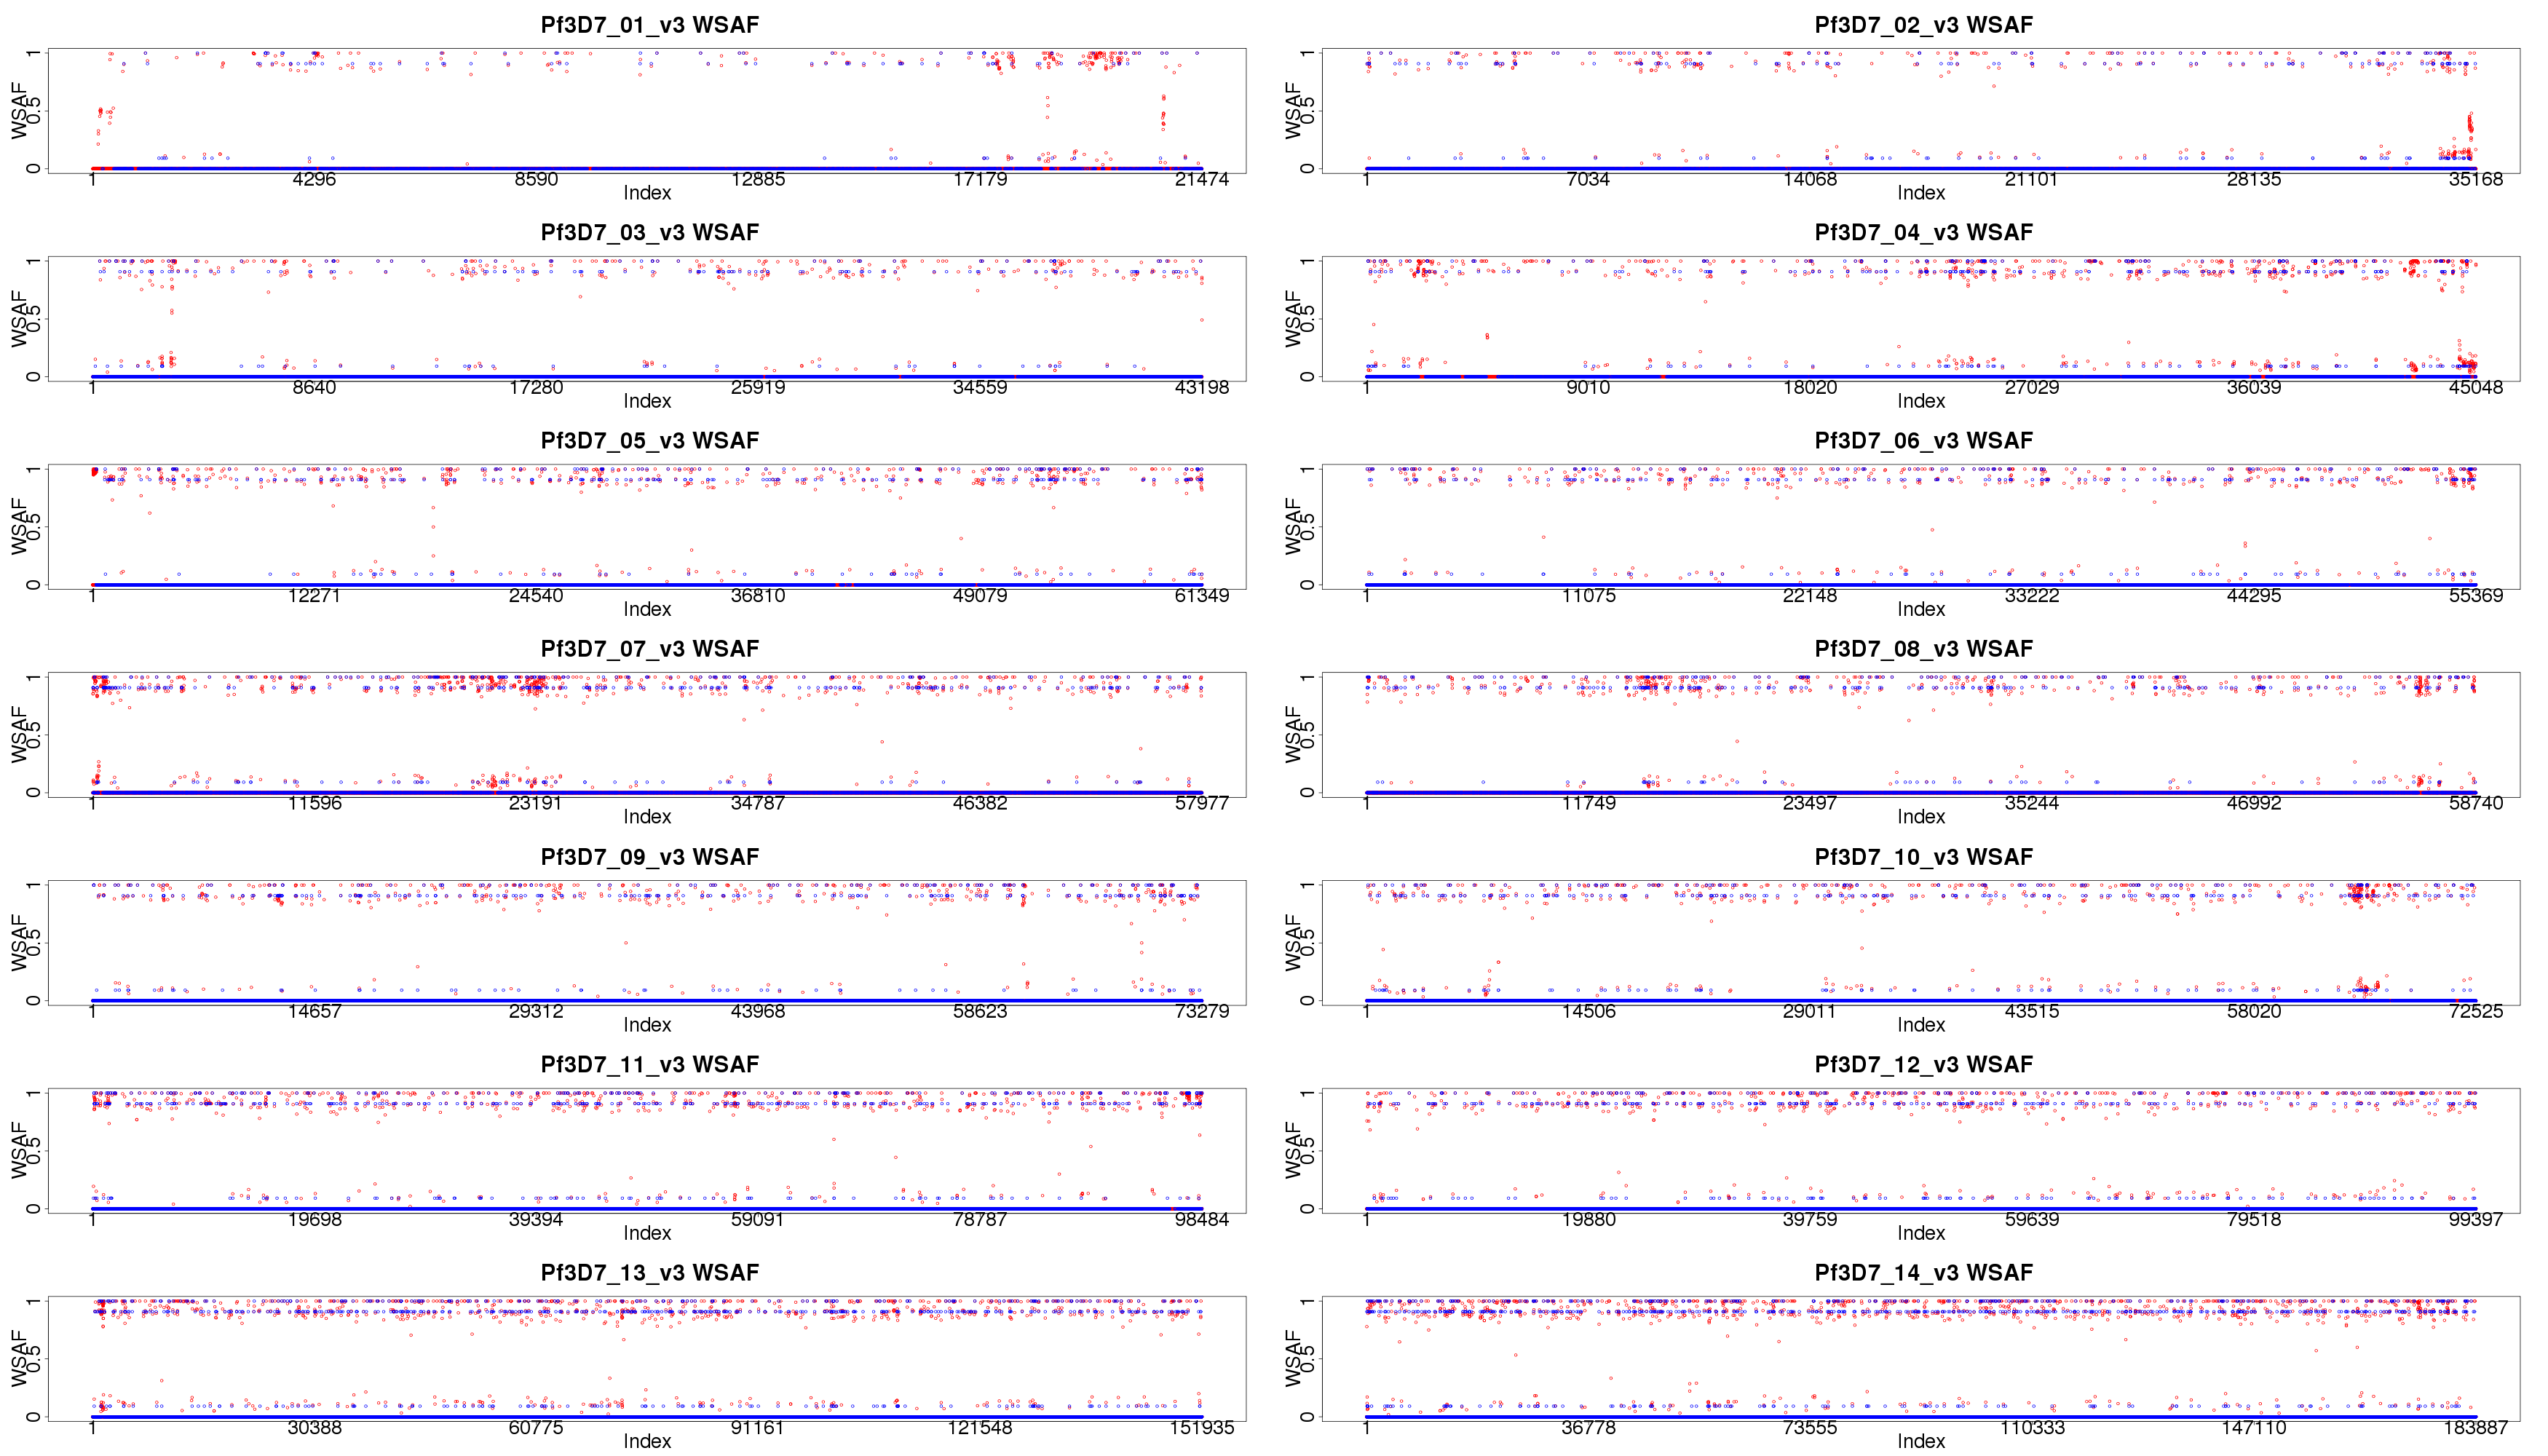 Pf3D7_01_v3 WSAF
WSAF
0 0.5 1
1 4296 8590 12885 17179 21474
Index
Pf3D7_02_v3 WSAF
WSAF
0 0.5 1
1 7034 14068 21101 28135 35168
Index
Pf3D7_03_v3 WSAF
WSAF
0 0.5 1
1 8640 17280 25919 34559 43198
Index
Pf3D7_04_v3 WSAF
WSAF
0 0.5 1
1 9010 18020 27029 36039 45048
Index
Pf3D7_05_v3 WSAF
WSAF
0 0.5 1
1 12271 24540 36810 49079 61349
Index
Pf3D7_06_v3 WSAF
WSAF
0 0.5 1
1 11075 22148 33222 44295 55369
Index
Pf3D7_07_v3 WSAF
WSAF
0 0.5 1
1 11596 23191 34787 46382 57977
Index
Pf3D7_08_v3 WSAF
WSAF
0 0.5 1
1 11749 23497 35244 46992 58740
Index
Pf3D7_09_v3 WSAF
WSAF
0 0.5 1
1 14657 29312 43968 58623 73279
Index
Pf3D7_10_v3 WSAF
WSAF
0 0.5 1
1 14506 29011 43515 58020 72525
Index
Pf3D7_11_v3 WSAF
WSAF
0 0.5 1
1 19698 39394 59091 78787 98484
Index
Pf3D7_12_v3 WSAF
WSAF
0 0.5 1
1 19880 39759 59639 79518 99397
Index
Pf3D7_13_v3 WSAF
WSAF
0 0.5 1
1 30388 60775 91161 121548 151935
Index
Pf3D7_14_v3 WSAF
WSAF
0 0.5 1
1 36778 73555 110333 147110 183887
Index